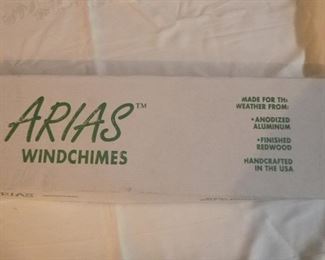 ARIAS™
WINDCHIMES
MADE FOR THE
WEATHER FROM:
•ANODIZED
ALUMINUM
•FINISHED
REDWOOD
HANDCRAFTED
IN THE USA